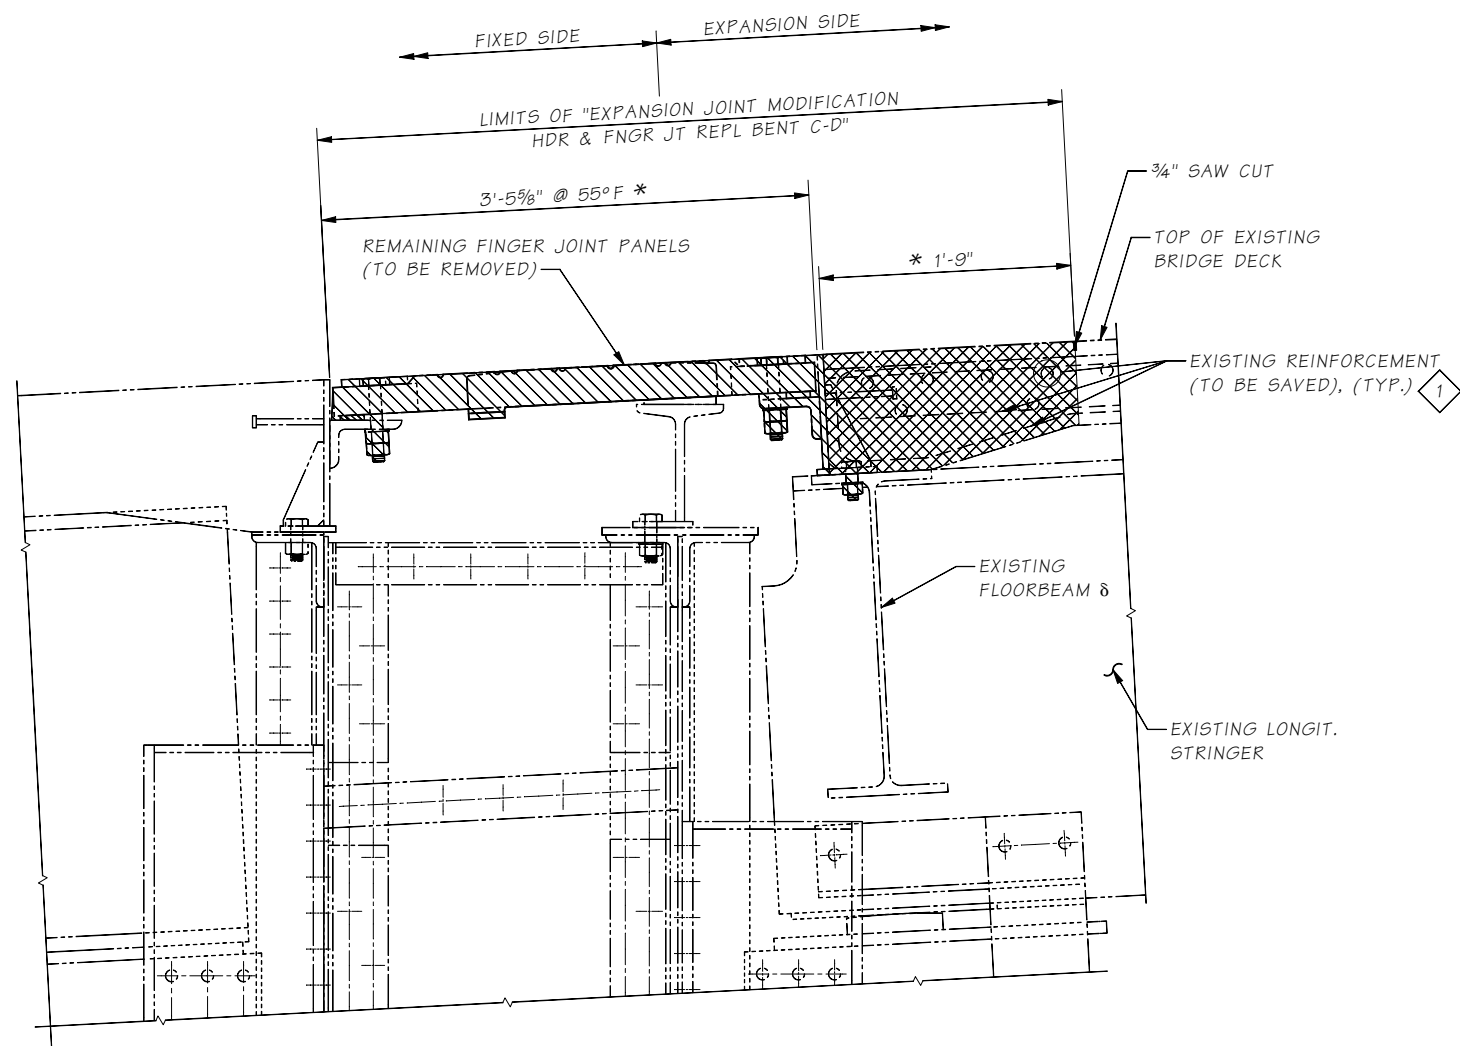 FIXED SIDE
EXPANSION SIDE
LIMITS OF "EXPANSION JOINT MODIFICATION
HDR & FNGR JT REPL BENT C-D"
3'-5⅝" @ 55°F *
¾" SAW CUT
REMAINING FINGER JOINT PANELS
(TO BE REMOVED)
TOP OF EXISTING
BRIDGE DECK
* 1'-9"
EXISTING REINFORCEMENT
(TO BE SAVED), (TYP.)
1
EXISTING
FLOORBEAM δ
EXISTING LONGIT.
STRINGER